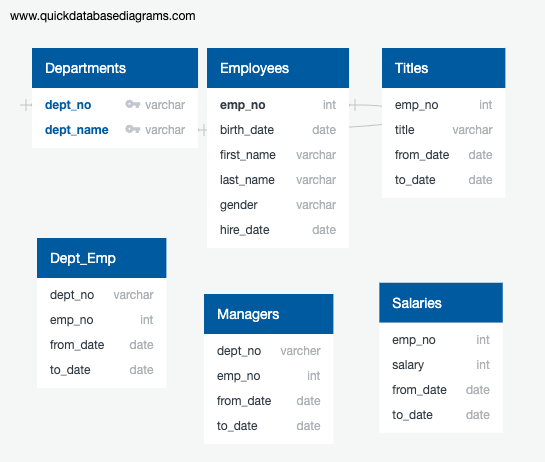 www.quickdatabasediagrams.com
Departments
dept_no varchar
dept_name varchar
Employees
emp_no int
birth_date date
first_name varchar
last_name varchar
gender varchar
hire_date date
Titles
emp_no int
title varchar
from_date date
to_date date
Dept_Emp
dept_no varchar
emp_no int
from_date date
to_date date
Managers
dept_no varcher
emp_no int
from_date date
to_date date
Salaries
emp_no int
salary int
from_date date
to_date date